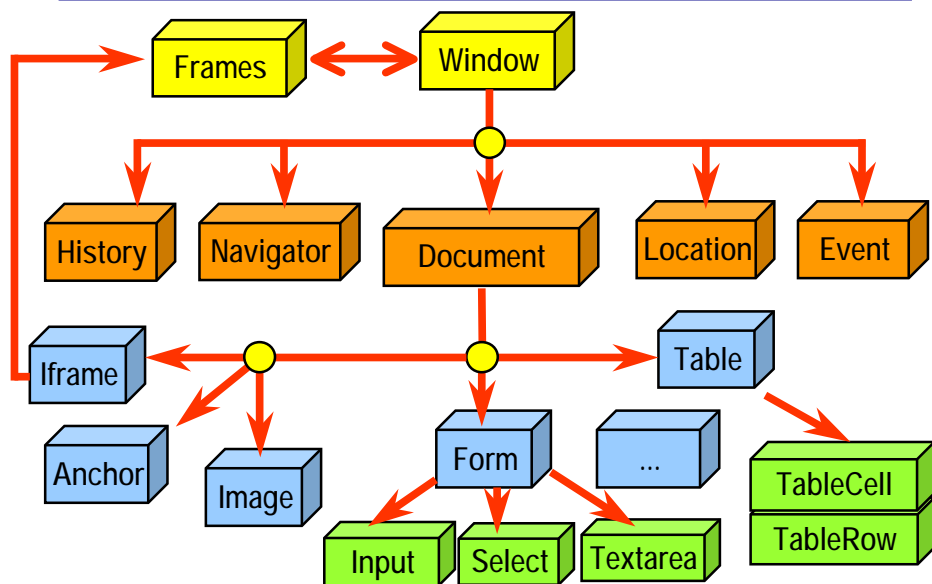 Frames
Window
History
Navigator
Document
Location
Event
Iframe
Table
Anchor
Image
Form
...
TableCell
TableRow
Input
Select
Textarea